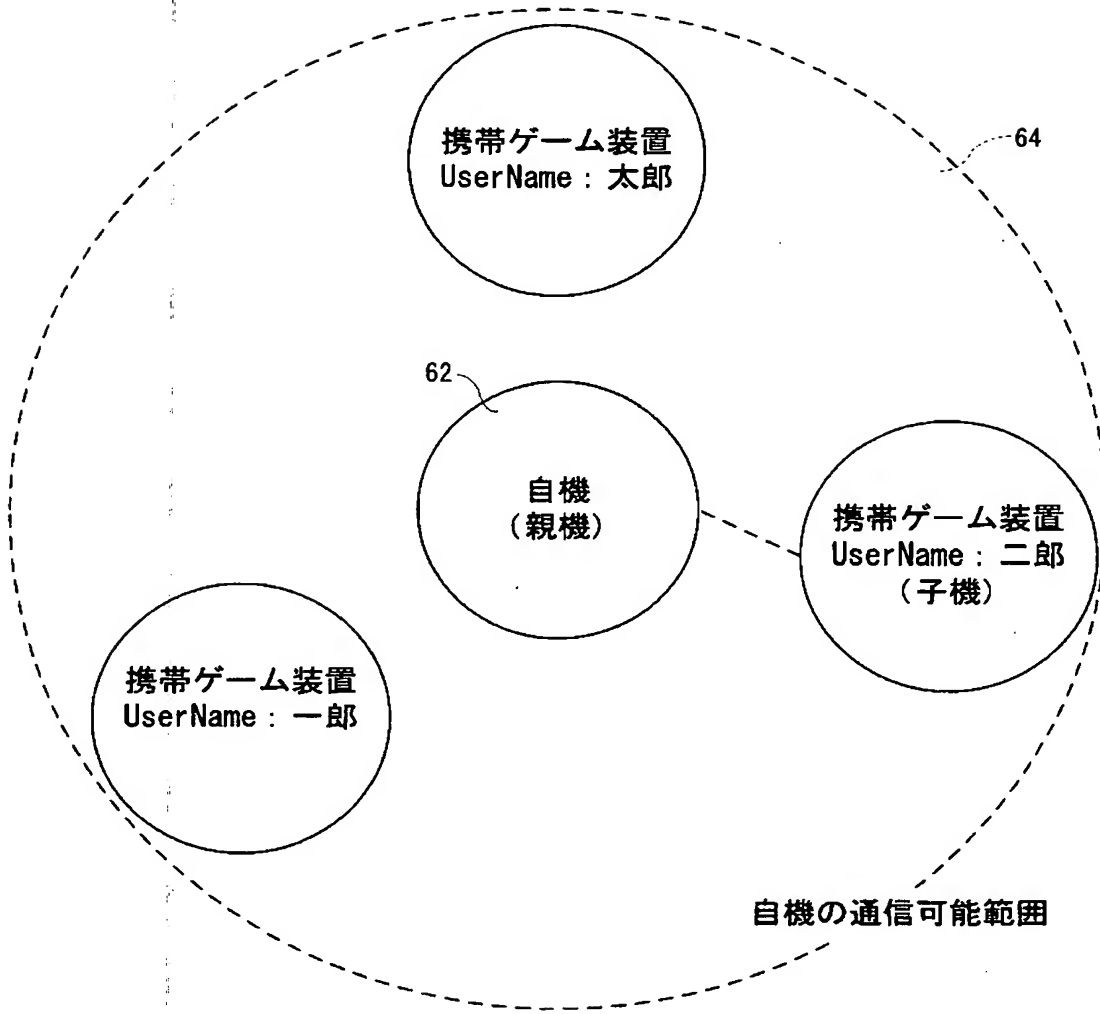 携帯ゲーム装置
UserName：太郎
64
62
自機
（親機）
携帯ゲーム装置
UserName：二郎
（子機）
携帯ゲーム装置
UserName：一郎
自機の通信可能範囲